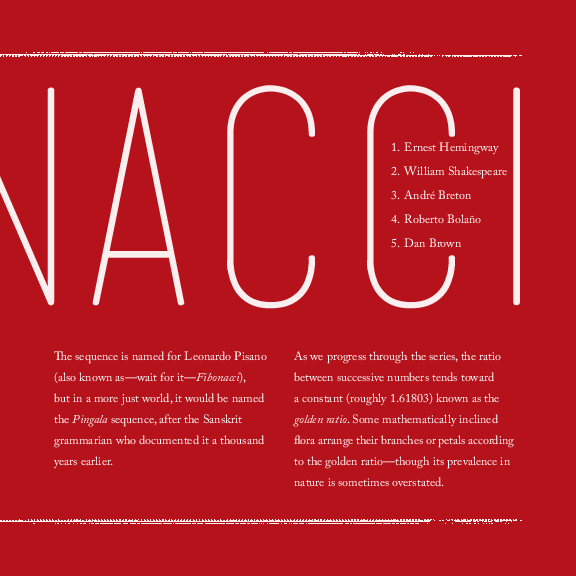 NACCI
1. Ernest Hemingway
2. William Shakespeare
3. André Breton
4. Roberto Bolaño
5. Dan Brown
The sequence is named for Leonardo Pisano
(also known as—wait for it—Fibonacci),
but in a more just world, it would be named
the Pingala sequence, after the Sanskrit
grammarian who documented it a thousand
years earlier.
As we progress through the series, the ratio
between successive numbers tends toward
a constant (roughly 1.61803) known as the
golden ratio. Some mathematically inclined
flora arrange their branches or petals according
to the golden ratio—though its prevalence in
nature is sometimes overstated.